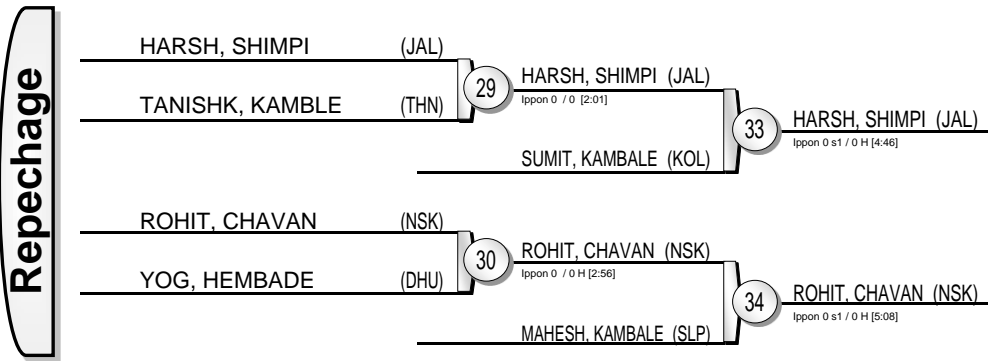 Repechage
HARSH, SHIMPI (JAL)
TANISHK, KAMBLE (THN)
29
HARSH, SHIMPI (JAL)
Ippon 0 / 0 [2:01]
SUMIT, KAMBALE (KOL)
33
HARSH, SHIMPI (JAL)
Ippon 0 s1 / 0 H [4:46]
ROHIT, CHAVAN (NSK)
YOG, HEMBADE (DHU)
30
ROHIT, CHAVAN (NSK)
Ippon 0 / 0 H [2:56]
MAHESH, KAMBALE (SLP)
34
ROHIT, CHAVAN (NSK)
Ippon 0 s1 / 0 H [5:08]